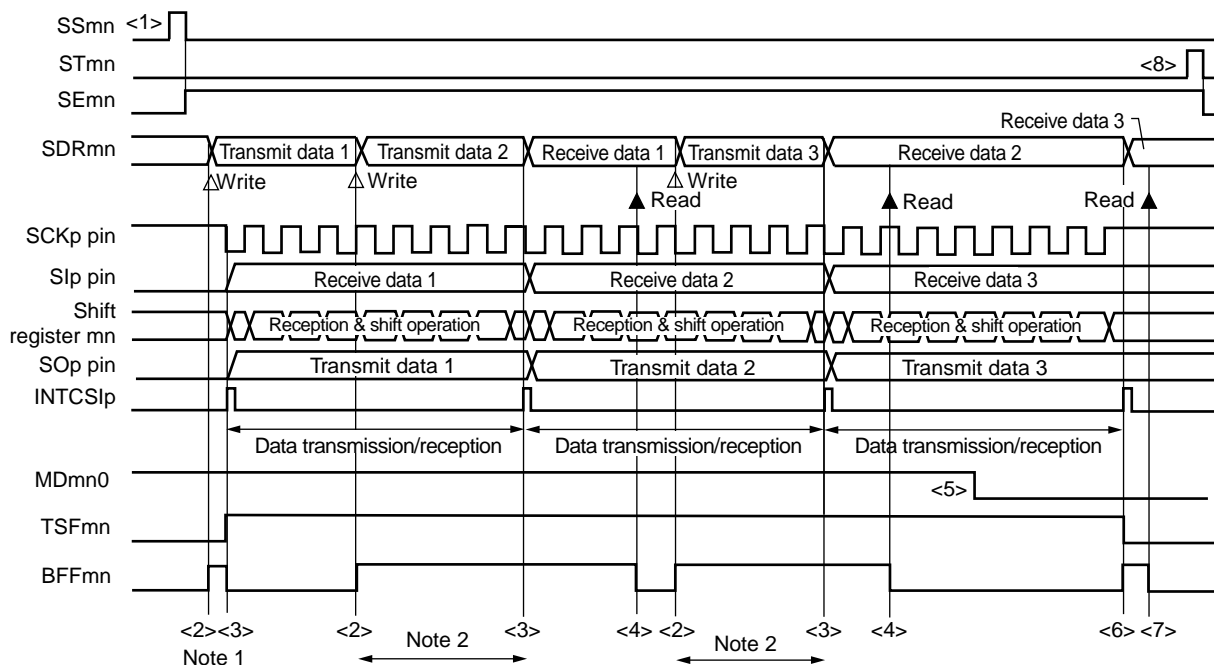 SSmn <1>
STmn <8>
SEmn
Receive data 3
SDRmn Transmit data 1 Transmit data 2 Receive data 1 Transmit data 3 Receive data 2
△Write △Write △Write
▲Read ▲Read Read▲
SCKp pin
SIp pin Receive data 1 Receive data 2 Receive data 3
Shift
register mn Reception & shift operation Reception & shift operation Reception & shift operation
SOp pin Transmit data 1 Transmit data 2 Transmit data 3
INTCSIp
Data transmission/reception Data transmission/reception Data transmission/reception
MDmn0 <5>
TSFmn
BFFmn
<2> <3> <2> <3> <4> <2> <3> <4> <6> <7>
Note 1 Note 2 Note 2